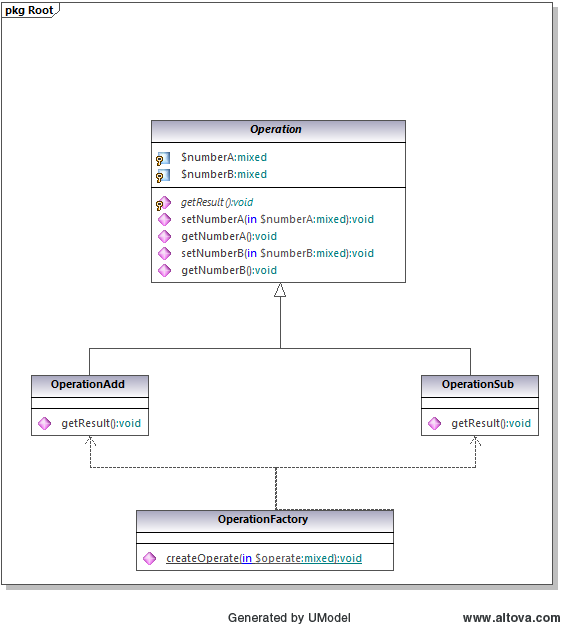 pkg Root
Operation
$numberA:mixed
$numberB:mixed
getResult():void
setNumberA(in $numberA:mixed):void
getNumberA():void
setNumberB(in $numberB:mixed):void
getNumberB():void
OperationAdd
getResult():void
OperationSub
getResult():void
OperationFactory
createOperate(in $operate:mixed):void
Generated by UModel
www.altova.com